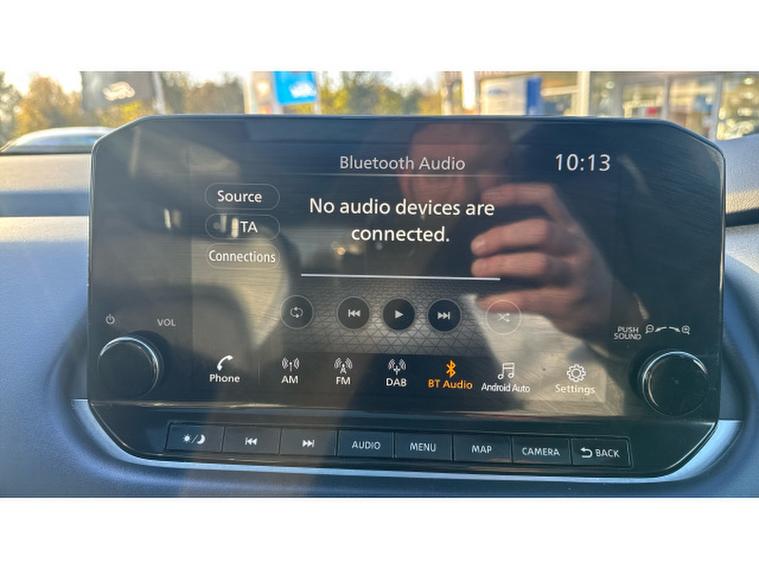 Bluetooth Audio
10:13
Source
TA
Connections
No audio devices are
connected.
VOL
PUSH
SOUND
Phone
AM
FM
DAB
BT Audio
Android Auto
Settings
AUDIO
MENU
MAP
CAMERA
BACK